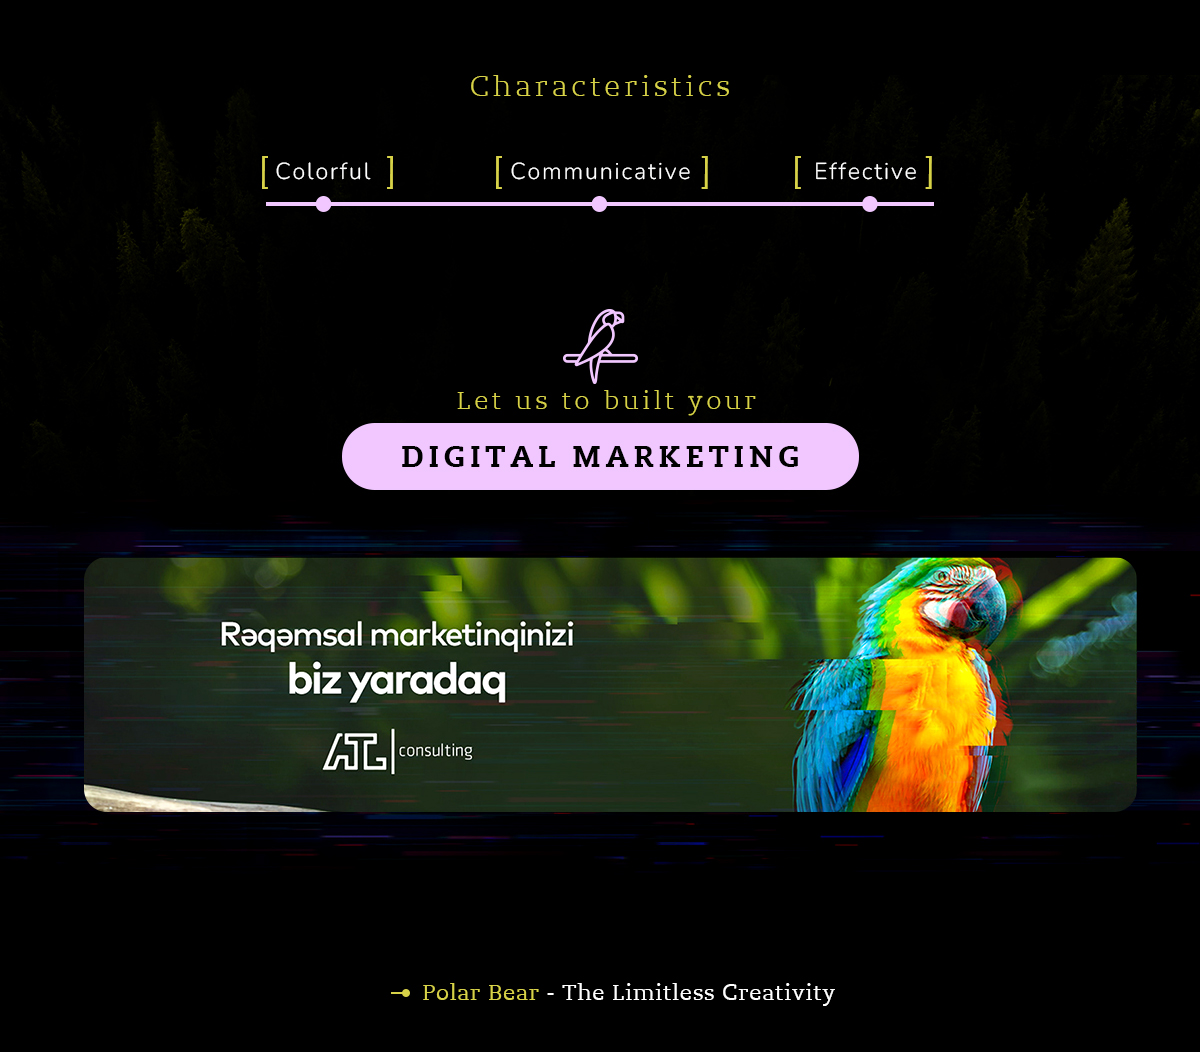 Characteristics
[ Colorful ] [ Communicative ] [ Effective ]
Let us to built your
DIGITAL MARKETING
Rəqəmsal marketinqinizi
biz yaradaq
ATL consulting
Polar Bear - The Limitless Creativity